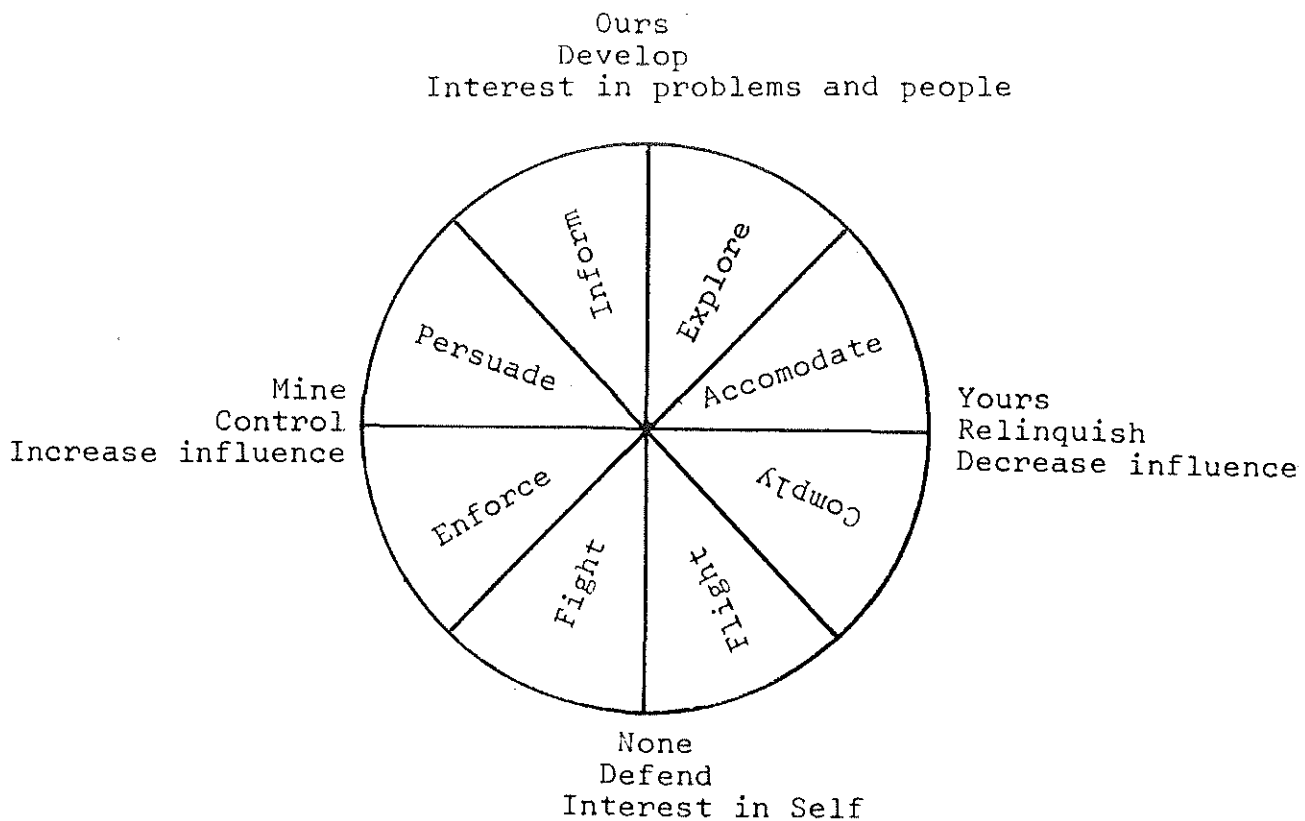 Ours
Develop
Interest in problems and people
Inform
Explore
Persuade
Accomodate
Mine
Control
Increase influence
Yours
Relinquish
Decrease influence
Enforce
Comply
Fight
Flight
None
Defend
Interest in Self